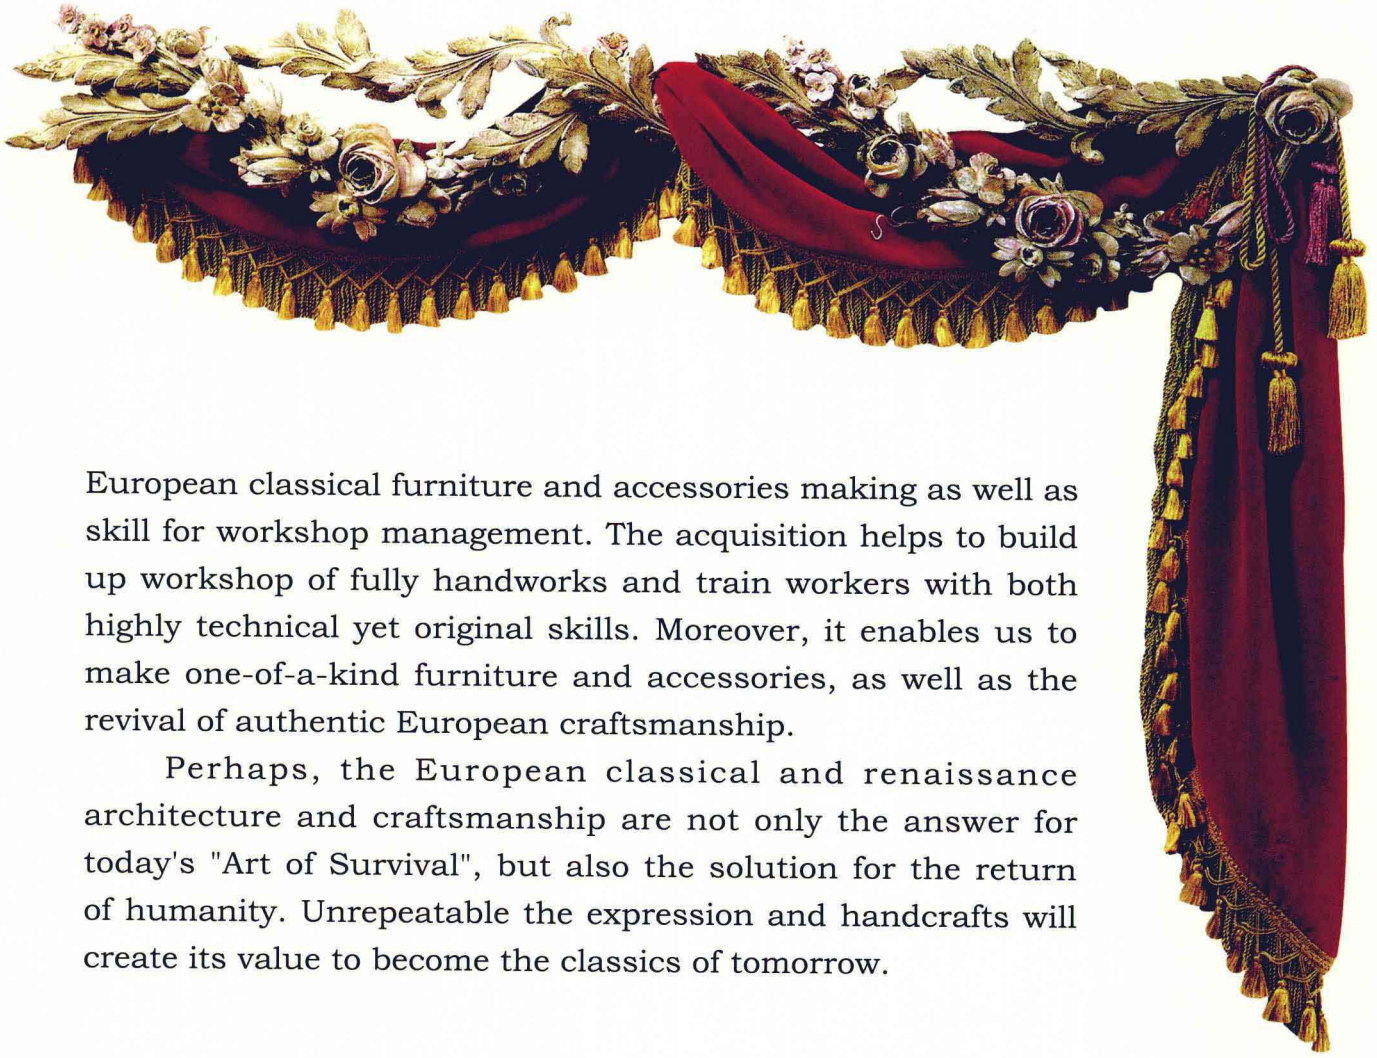 European classical furniture and accessories making as well as
skill for workshop management. The acquisition helps to build
up workshop of fully handworks and train workers with both
highly technical yet original skills. Moreover, it enables us to
make one-of-a-kind furniture and accessories, as well as the
revival of authentic European craftsmanship.
Perhaps, the European classical and renaissance
architecture and craftsmanship are not only the answer for
today's "Art of Survival", but also the solution for the return
of humanity. Unrepeatable the expression and handcrafts will
create its value to become the classics of tomorrow.